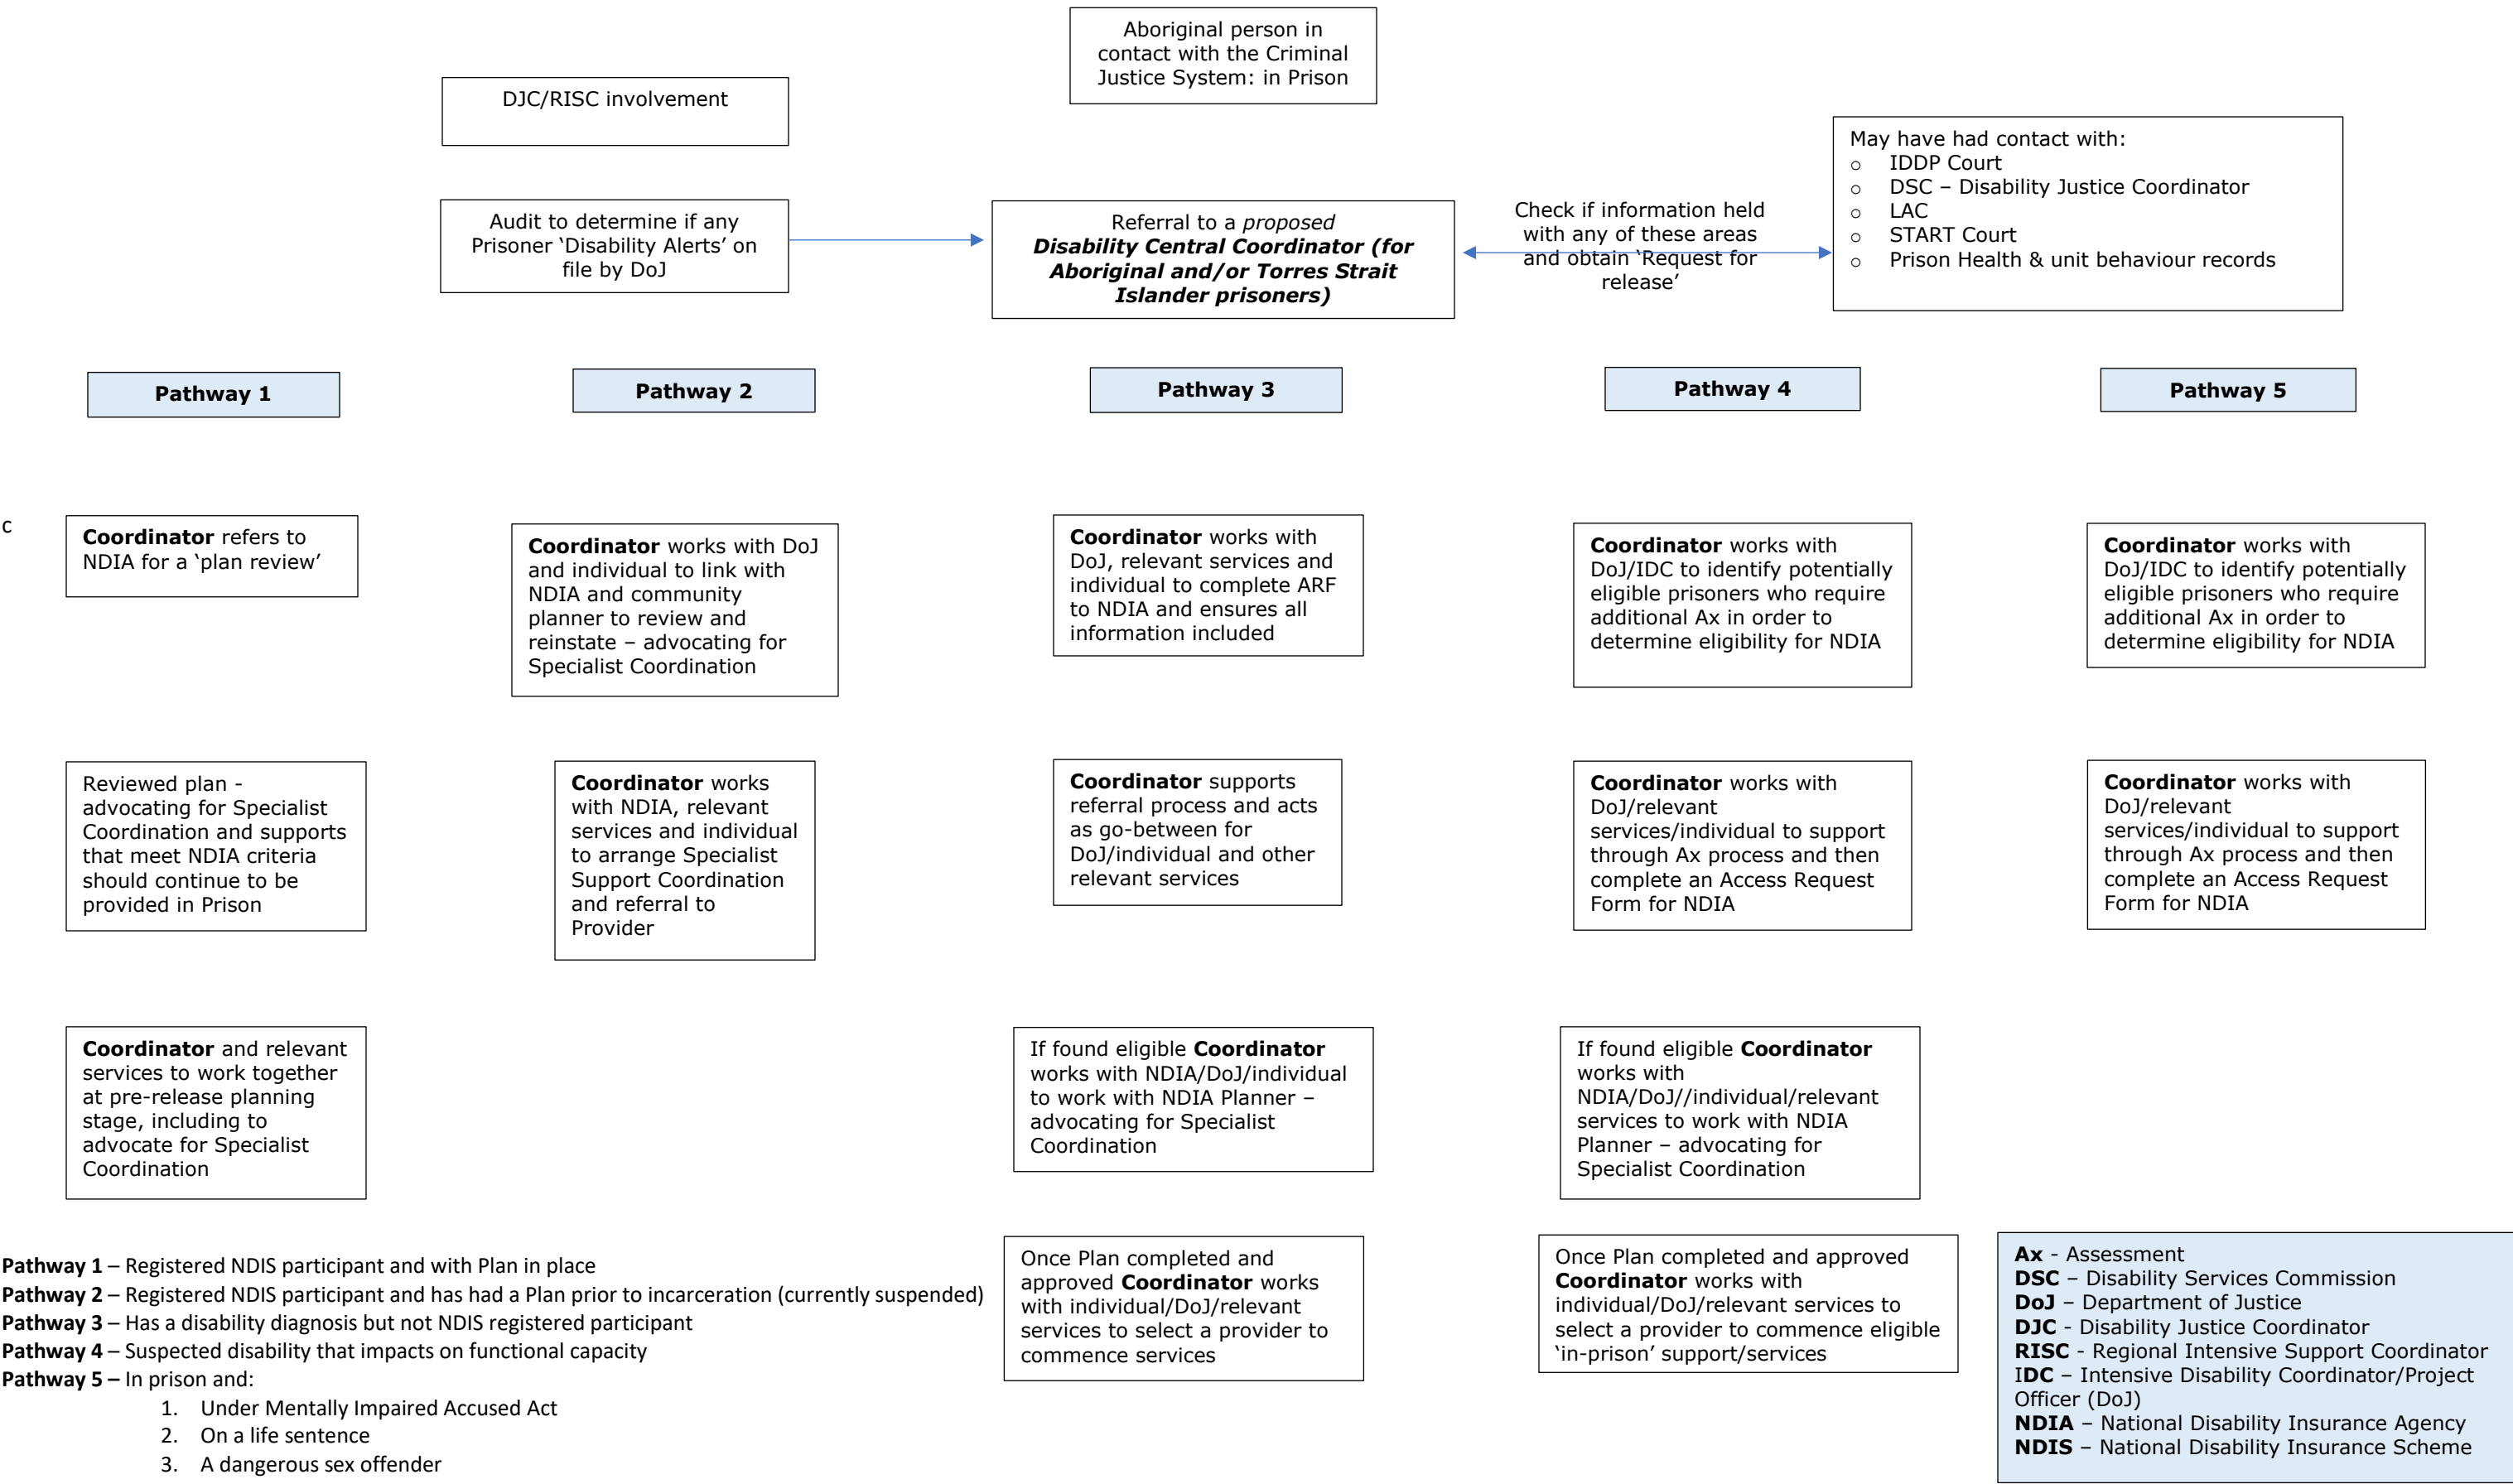 Aboriginal person in
contact with the Criminal
Justice System: in Prison
DJC/RISC involvement
May have had contact with:
o IDDP Court
o DSC – Disability Justice Coordinator
o LAC
o START Court
o Prison Health & unit behaviour records
Audit to determine if any
Prisoner ‘Disability Alerts’ on
file by DoJ
Referral to a proposed
Disability Central Coordinator (for
Aboriginal and/or Torres Strait
Islander prisoners)
Check if information held
with any of these areas
and obtain ‘Request for
release’
Pathway 1
Pathway 2
Pathway 3
Pathway 4
Pathway 5
c
Coordinator refers to
NDIA for a ‘plan review’
Coordinator works with DoJ
and individual to link with
NDIA and community
planner to review and
reinstate – advocating for
Specialist Coordination
Coordinator works with
DoJ, relevant services and
individual to complete ARF
to NDIA and ensures all
information included
Coordinator works with
DoJ/IDC to identify potentially
eligible prisoners who require
additional Ax in order to
determine eligibility for NDIA
Coordinator works with
DoJ/IDC to identify potentially
eligible prisoners who require
additional Ax in order to
determine eligibility for NDIA
Reviewed plan -
advocating for Specialist
Coordination and supports
that meet NDIA criteria
should continue to be
provided in Prison
Coordinator works
with NDIA, relevant
services and individual
to arrange Specialist
Support Coordination
and referral to
Provider
Coordinator supports
referral process and acts
as go-between for
DoJ/individual and other
relevant services
Coordinator works with
DoJ/relevant
services/individual to support
through Ax process and then
complete an Access Request
Form for NDIA
Coordinator works with
DoJ/relevant
services/individual to support
through Ax process and then
complete an Access Request
Form for NDIA
Coordinator and relevant
services to work together
at pre-release planning
stage, including to
advocate for Specialist
Coordination
If found eligible Coordinator
works with NDIA/DoJ/individual
to work with NDIA Planner –
advocating for Specialist
Coordination
If found eligible Coordinator
works with
NDIA/DoJ//individual/relevant
services to work with NDIA
Planner – advocating for
Specialist Coordination
Pathway 1 – Registered NDIS participant and with Plan in place
Pathway 2 – Registered NDIS participant and has had a Plan prior to incarceration (currently suspended)
Pathway 3 – Has a disability diagnosis but not NDIS registered participant
Pathway 4 – Suspected disability that impacts on functional capacity
Pathway 5 – In prison and:
1. Under Mentally Impaired Accused Act
2. On a life sentence
3. A dangerous sex offender
Once Plan completed and
approved Coordinator works
with individual/DoJ/relevant
services to select a provider to
commence services
Once Plan completed and approved
Coordinator works with
individual/DoJ/relevant services to
select a provider to commence eligible
‘in-prison’ support/services
Ax - Assessment
DSC – Disability Services Commission
DoJ – Department of Justice
DJC - Disability Justice Coordinator
RISC - Regional Intensive Support Coordinator
IDC – Intensive Disability Coordinator/Project
Officer (DoJ)
NDIA – National Disability Insurance Agency
NDIS – National Disability Insurance Scheme